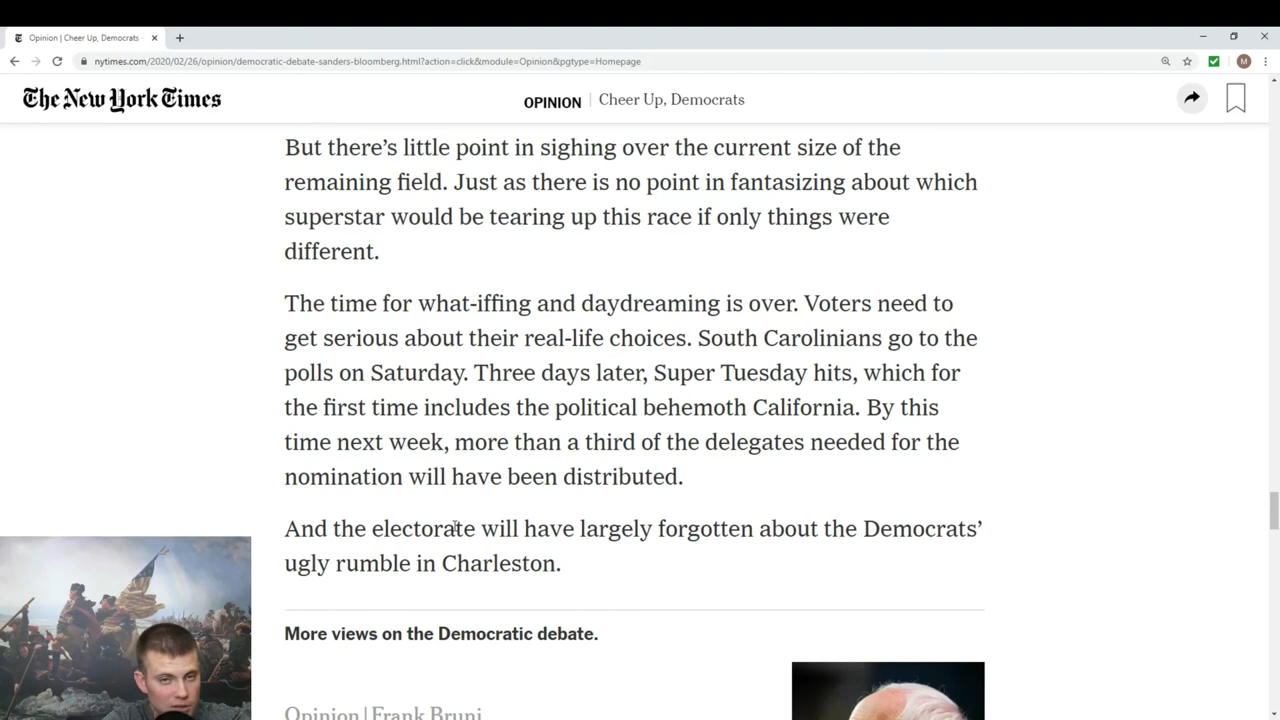 Opinion | Cheer Up, Democrats
nytimes.com/2020/02/26/opinion/democratic-debate-sanders-bloomberg.html?action=click&module=Opinion&pgtype=Homepage
M
The New York Times
OPINION | Cheer Up, Democrats
But there’s little point in sighing over the current size of the
remaining field. Just as there is no point in fantasizing about which
superstar would be tearing up this race if only things were
different.
The time for what-iffing and daydreaming is over. Voters need to
get serious about their real-life choices. South Carolinians go to the
polls on Saturday. Three days later, Super Tuesday hits, which for
the first time includes the political behemoth California. By this
time next week, more than a third of the delegates needed for the
nomination will have been distributed.
And the electorate will have largely forgotten about the Democrats’
ugly rumble in Charleston.
More views on the Democratic debate.
Opinion | Frank Bruni